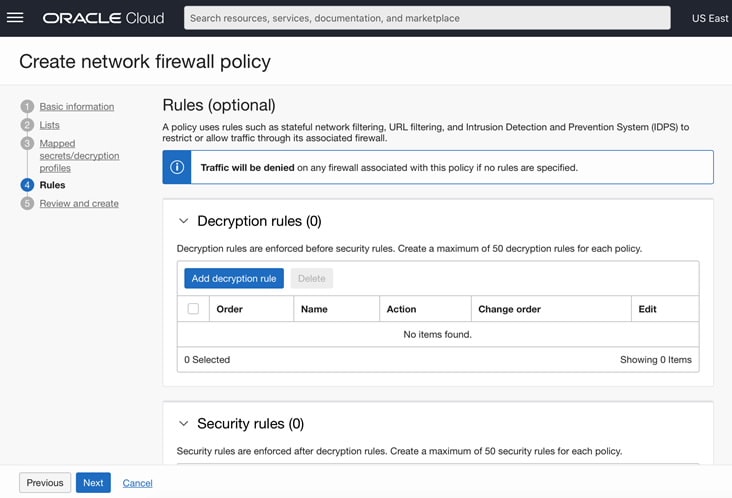 ORACLE Cloud
Search resources, services, documentation, and marketplace
US East
Create network firewall policy
1 Basic information
2 Lists
3 Mapped
secrets/decryption
profiles
4 Rules
5 Review and create
Rules (optional)
A policy uses rules such as stateful network filtering, URL filtering, and Intrusion Detection and Prevention System (IDPS) to
restrict or allow traffic through its associated firewall.
Traffic will be denied on any firewall associated with this policy if no rules are specified.
Decryption rules (0)
Decryption rules are enforced before security rules. Create a maximum of 50 decryption rules for each policy.
Add decryption rule Delete
Order Name Action Change order Edit
No items found.
0 Selected Showing 0 Items
Security rules (0)
Security rules are enforced after decryption rules. Create a maximum of 50 security rules for each policy.
Previous Next Cancel